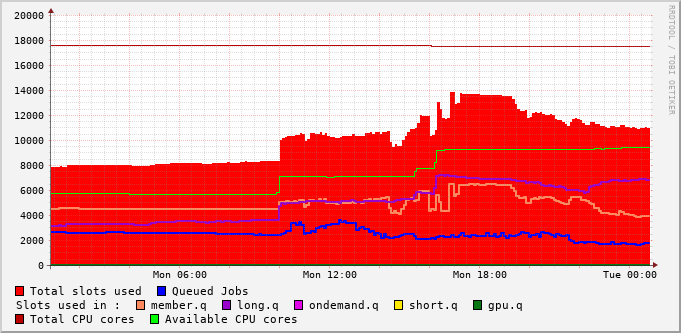 20000
18000
16000
14000
12000
10000
8000
6000
4000
2000
0
Mon 06:00 Mon 12:00 Mon 18:00 Tue 00:00
RRDTOOL / TOBI OETIKER
Total slots used Queued Jobs
Slots used in : member.q long.q ondemand.q short.q gpu.q
Total CPU cores Available CPU cores